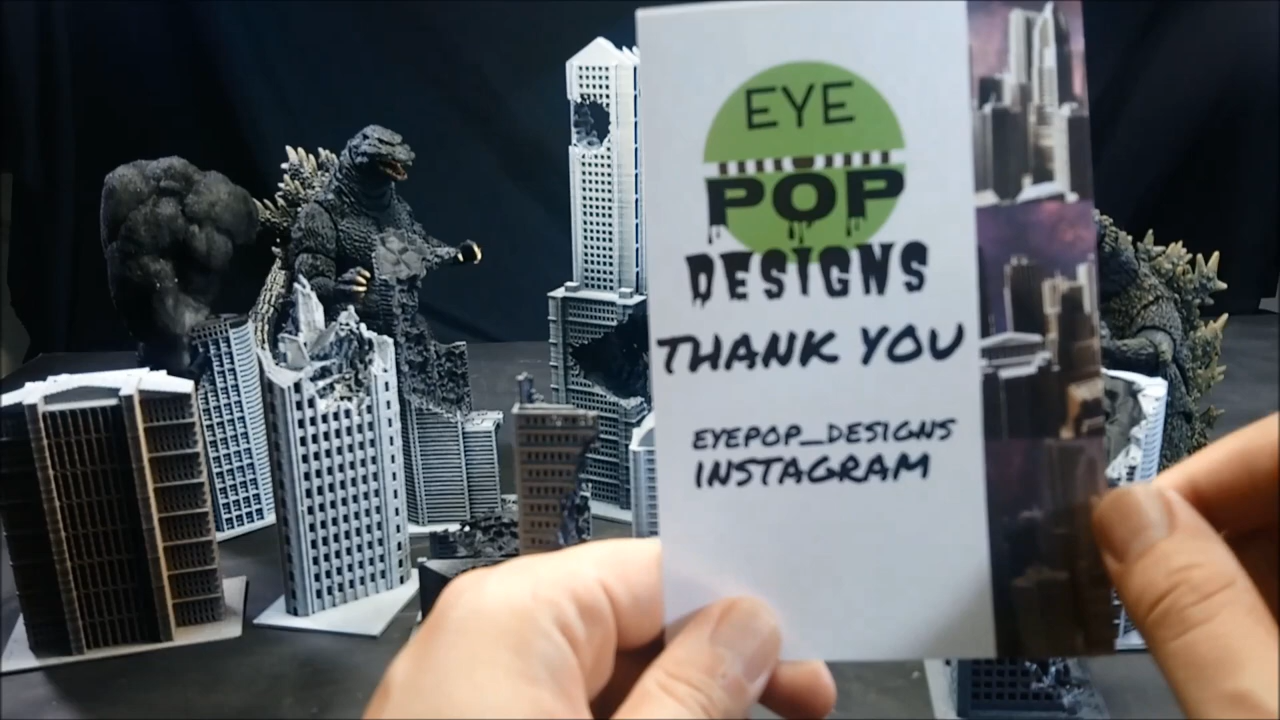 EYE
POP
DESIGNS
THANK YOU
EYEPOP_DESIGNS
INSTAGRAM